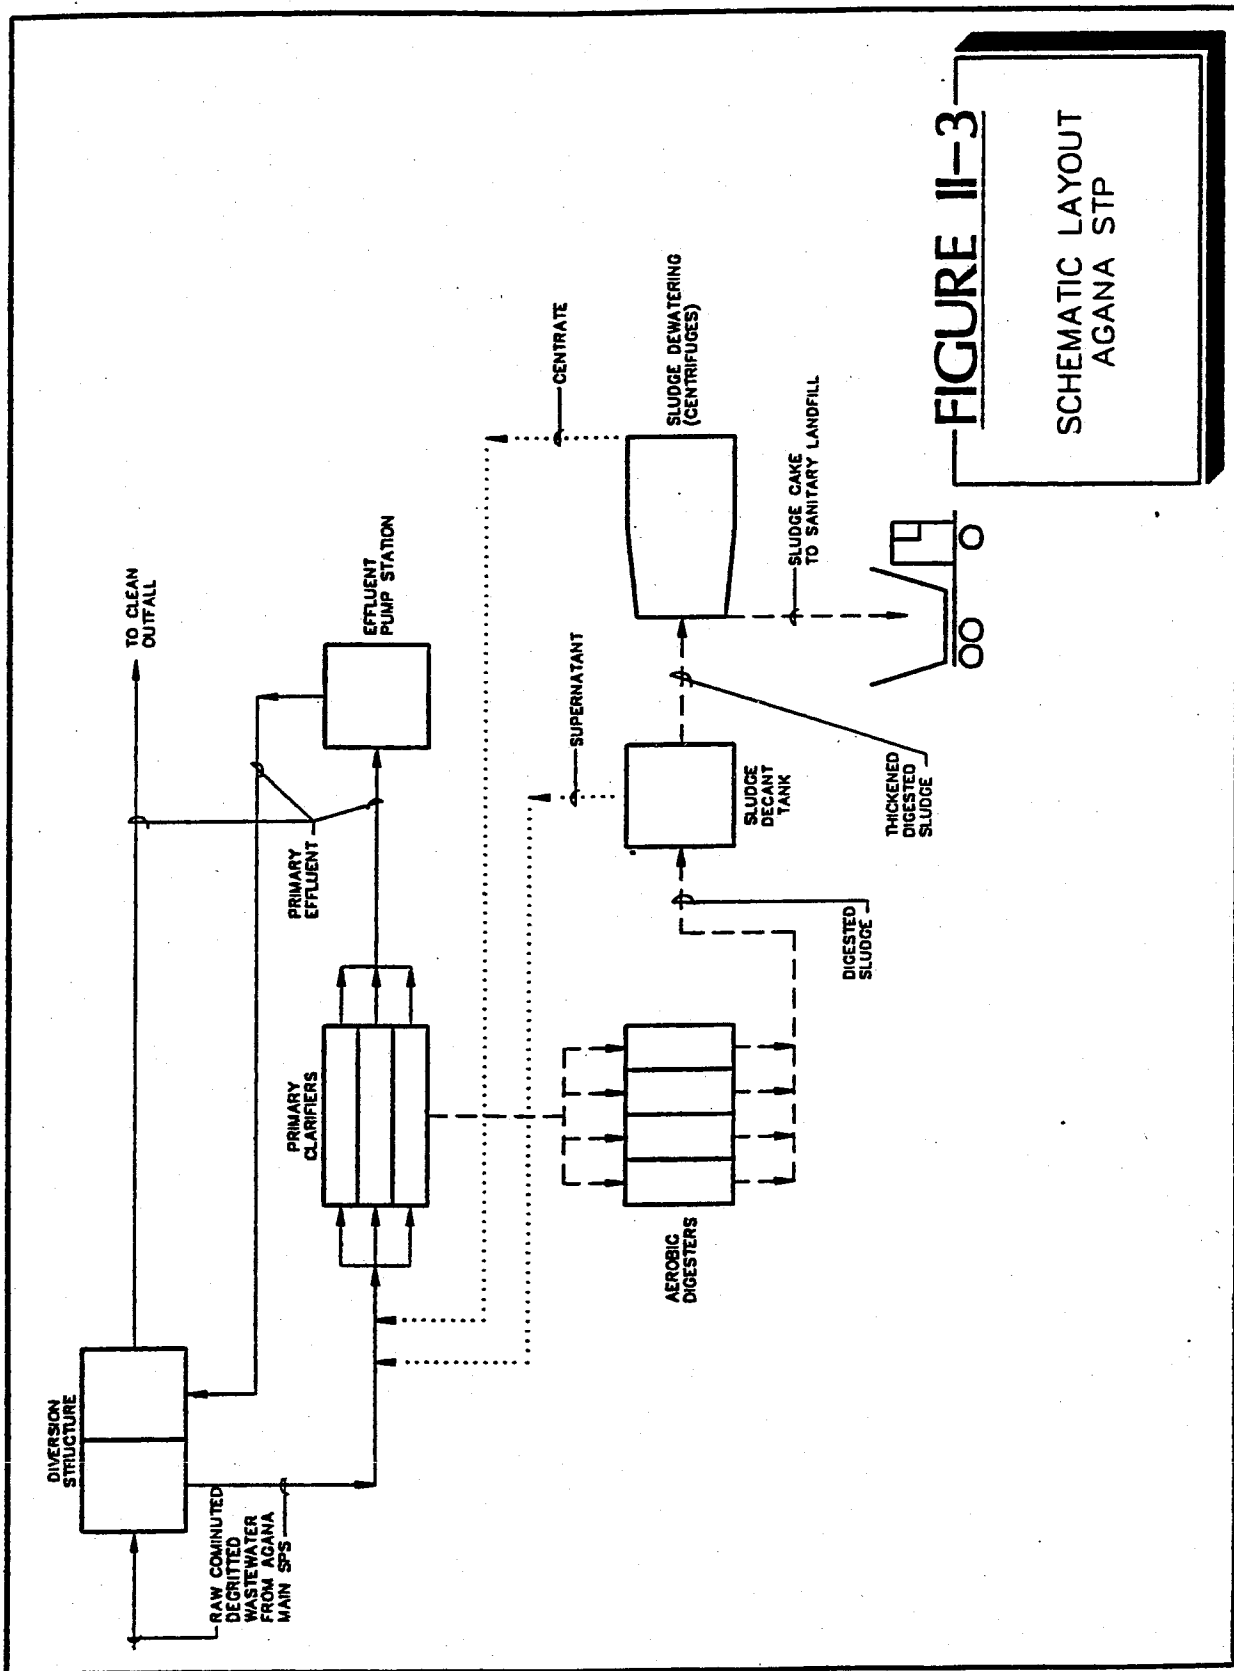 DIVERSION
STRUCTURE
RAW COMINUTED
DEGRITTED
WASTEWATER
FROM AGANA
MAIN SPS
TO CLEAN
OUTFALL
PRIMARY
EFFLUENT
PRIMARY
CLARIFIERS
EFFLUENT
PUMP STATION
CENTRATE
SUPERNATANT
AEROBIC
DIGESTERS
SLUDGE
DECANT
TANK
SLUDGE DEWATERING
(CENTRIFUGES)
DIGESTED
SLUDGE
THICKENED
DIGESTED
SLUDGE
SLUDGE CAKE
TO SANITARY LANDFILL
FIGURE II-3
SCHEMATIC LAYOUT
AGANA STP